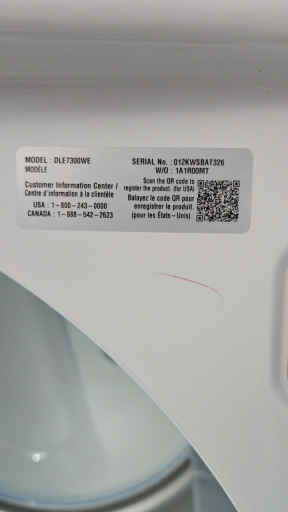 MODEL : DLE7300WE
MODÈLE
SERIAL No. : 012KWSBAT326
W/O : 1A1R00MT
Customer Information Center /
Centre d'information à la clientèle
USA : 1-800-243-0000
CANADA : 1-888-542-2623
Scan the QR code to
register the product. (for USA)
Balayez le code QR pour
enregistrer le produit.
(pour les États-Unis)